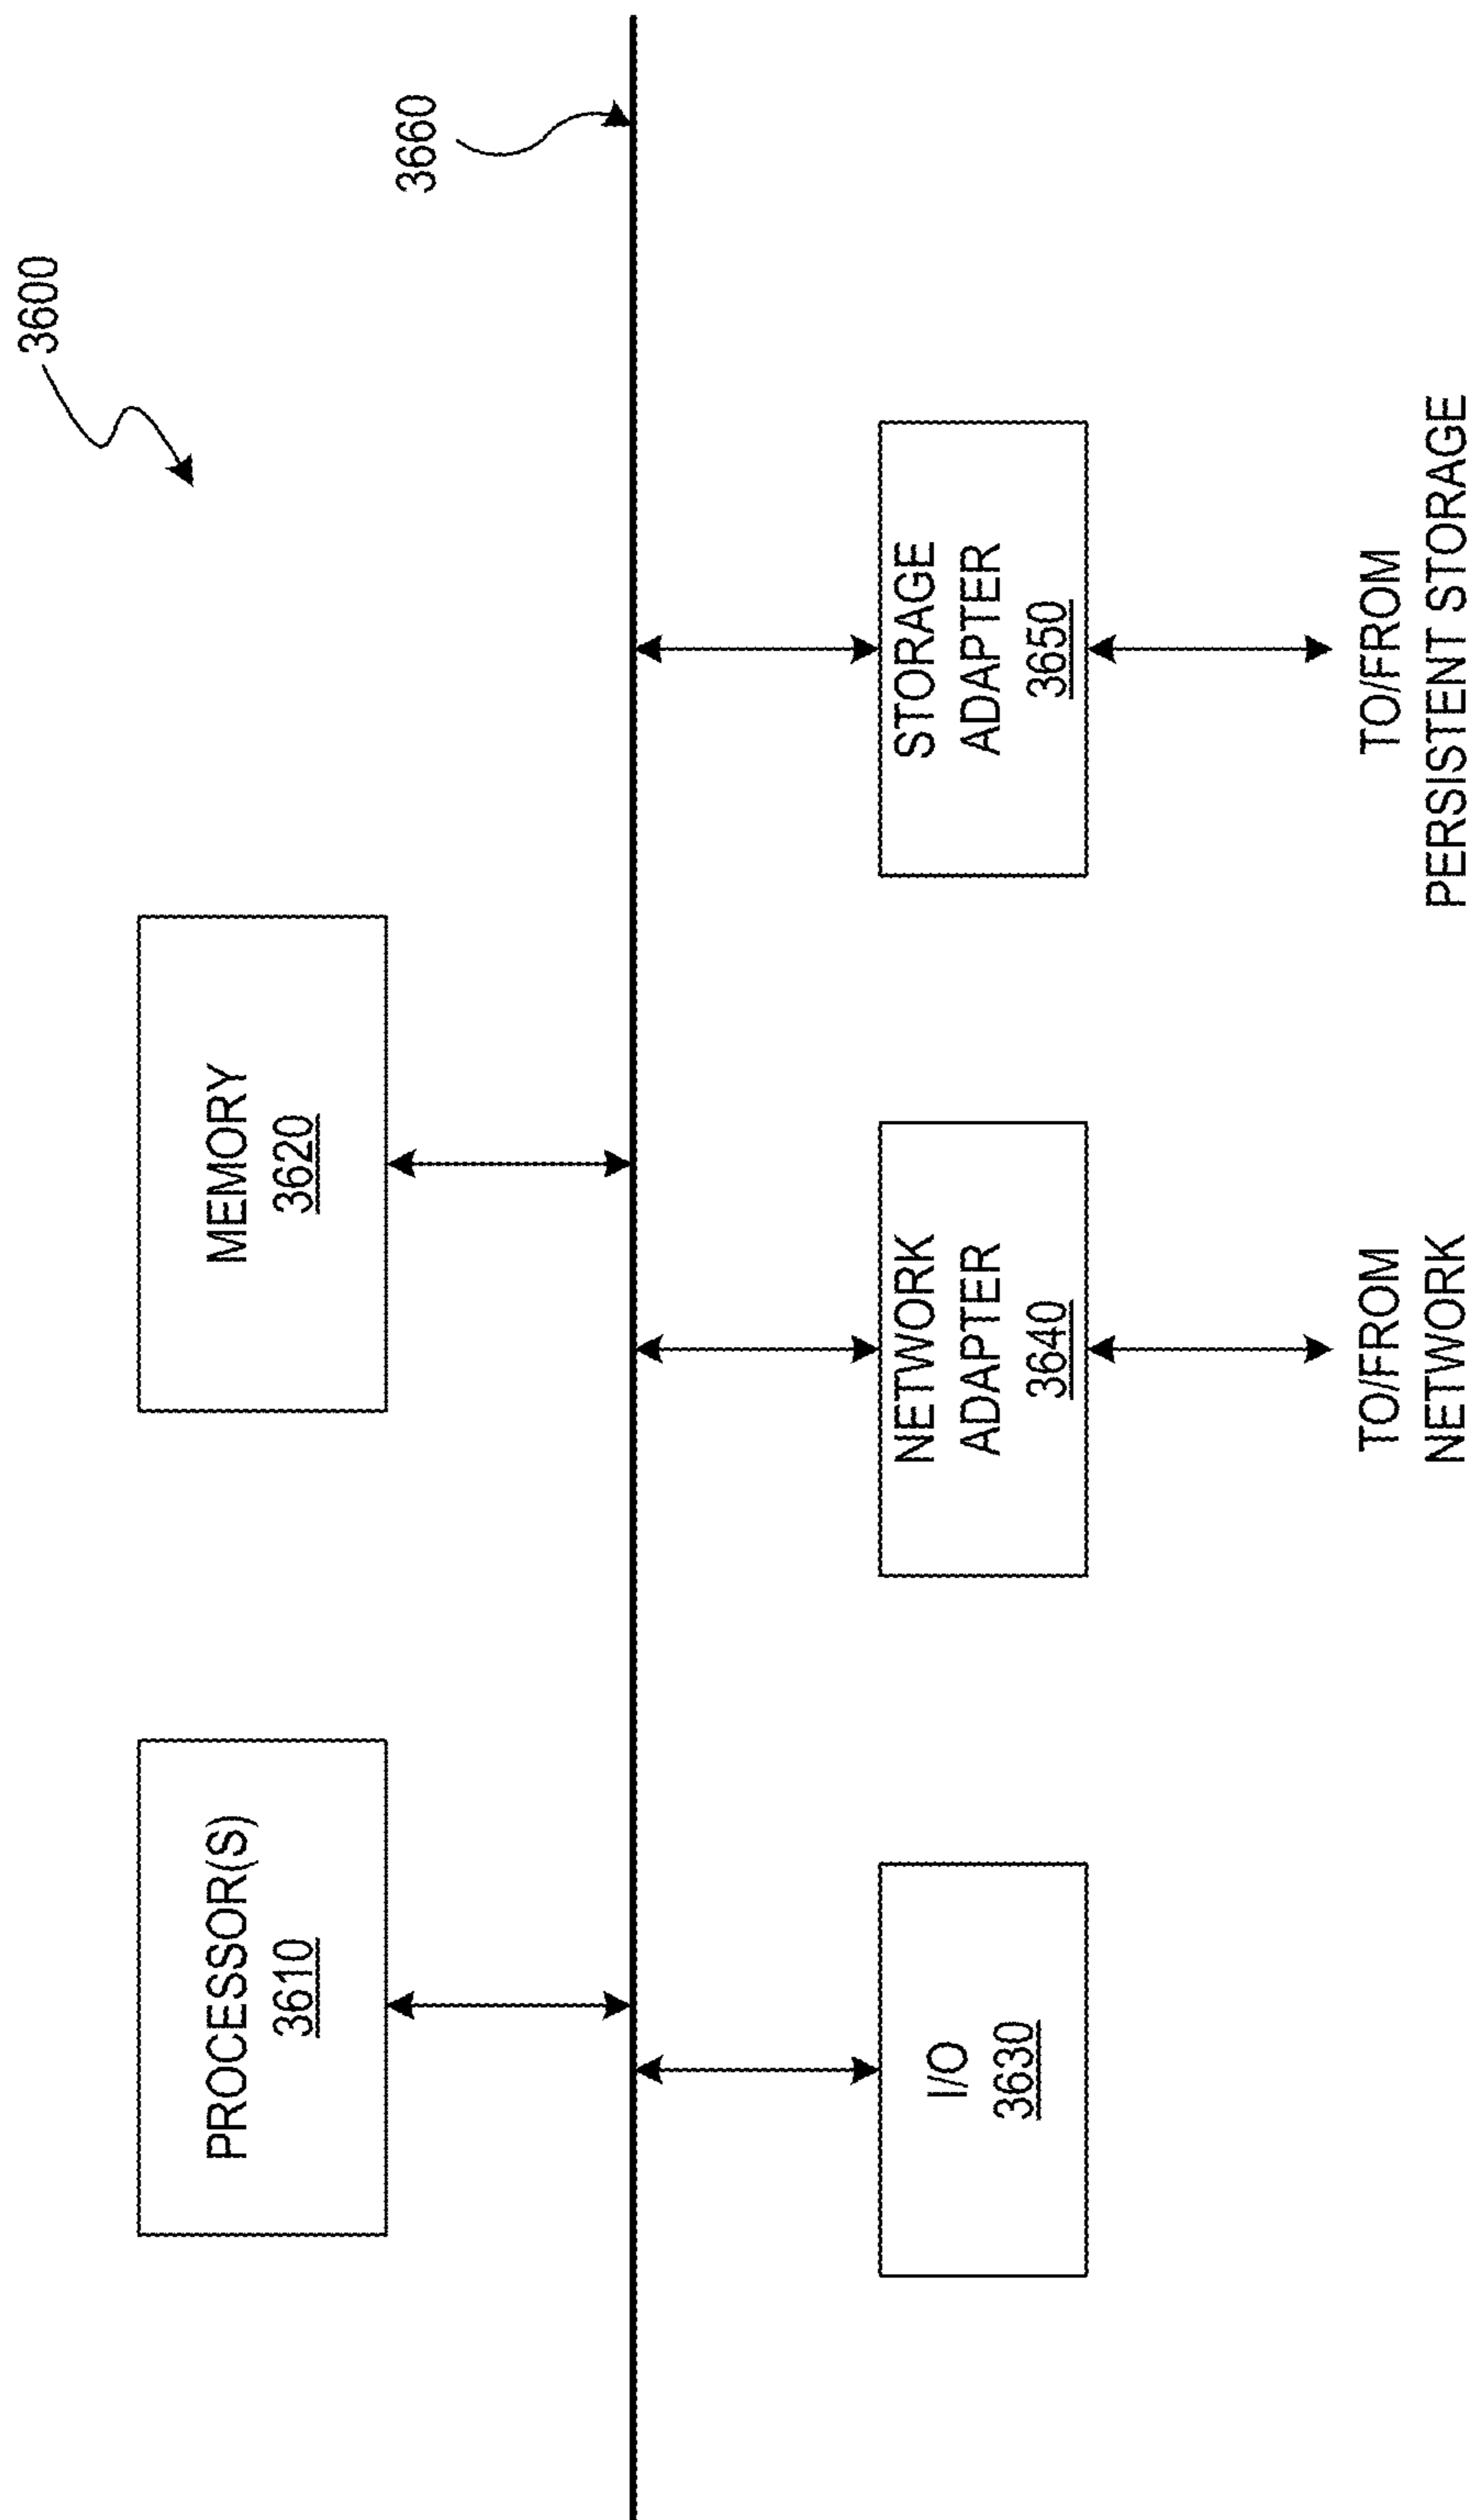 3600
3660
PROCESSOR(S)
3610
MEMORY
3620
I/O
3630
NETWORK
ADAPTER
3640
STORAGE
ADAPTER
3650
TO/FROM
NETWORK
TO/FROM
PERSISTENT STORAGE